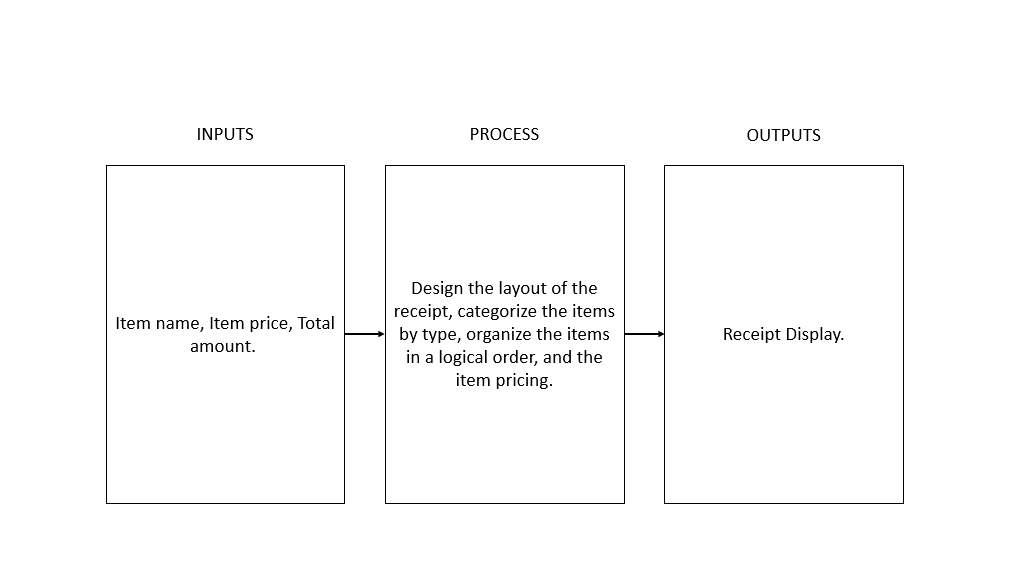 INPUTS
PROCESS
OUTPUTS
Item name, Item price, Total
amount.
Design the layout of the
receipt, categorize the items
by type, organize the items
in a logical order, and the
item pricing.
Receipt Display.